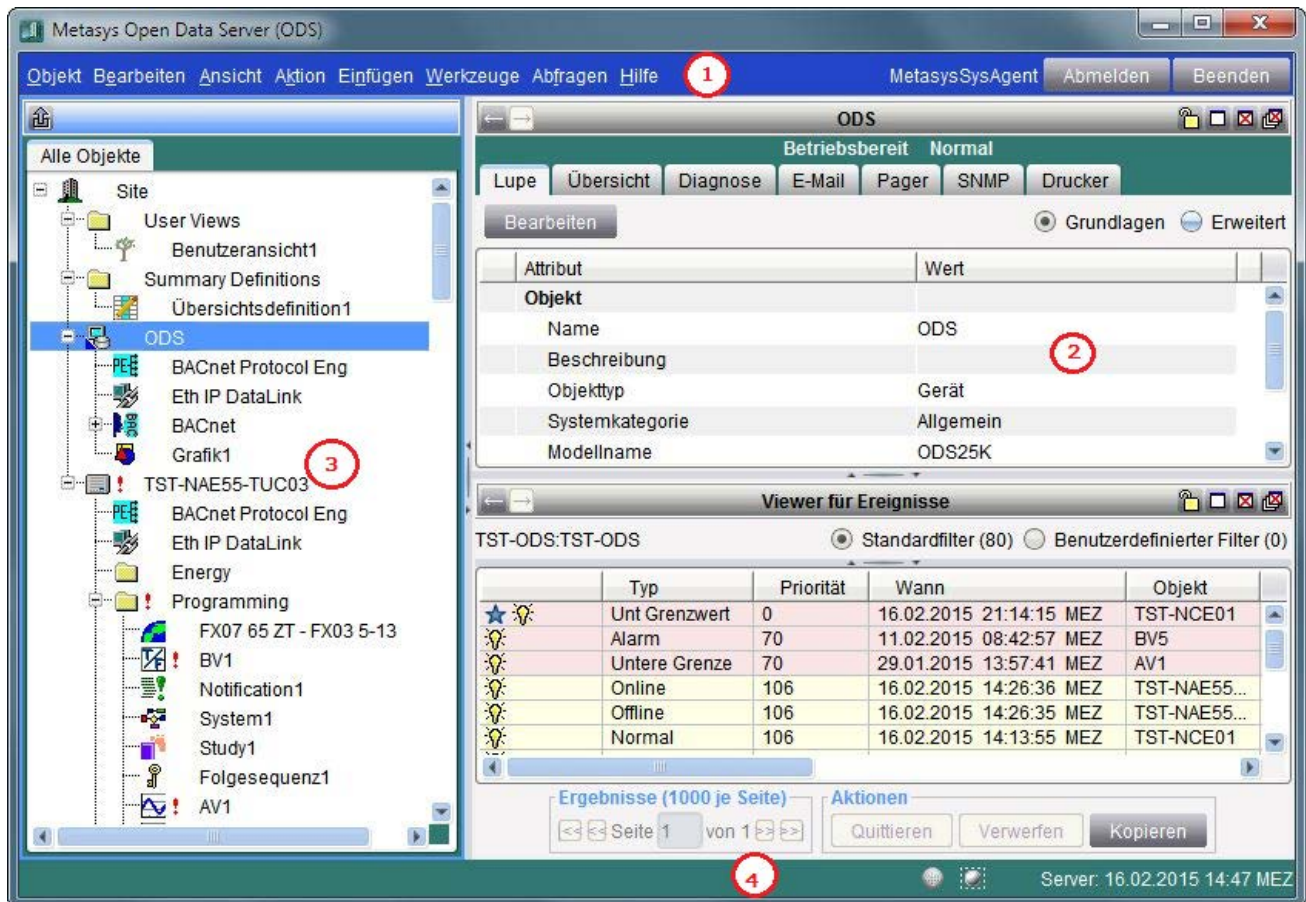 Metasys Open Data Server (ODS)
Objekt Bearbeiten Ansicht Aktion Einfügen Werkzeuge Abfragen Hilfe 1 MetasysSysAgent Abmelden Beenden
Alle Objekte
Site
User Views
Benutzeransicht1
Summary Definitions
Übersichtsdefinition1
ODS
BACnet Protocol Eng
Eth IP DataLink
BACnet
Grafik1
3
TST-NAE55-TUC03
BACnet Protocol Eng
Eth IP DataLink
Energy
Programming
FX07 65 ZT - FX03 5-13
BV1
Notification1
System1
Study1
Folgesequenz1
AV1
ODS
Betriebsbereit Normal
Lupe Übersicht Diagnose E-Mail Pager SNMP Drucker
Bearbeiten Grundlagen Erweitert
Attribut Wert
Objekt
Name ODS
Beschreibung
2
Objekttyp Gerät
Systemkategorie Allgemein
Modellname ODS25K
Viewer für Ereignisse
TST-ODS:TST-ODS Standardfilter (80) Benutzerdefinierter Filter (0)
Typ Priorität Wann Objekt
Unt Grenzwert 0 16.02.2015 21:14:15 MEZ TST-NCE01
Alarm 70 11.02.2015 08:42:57 MEZ BV5
Untere Grenze 70 29.01.2015 13:57:41 MEZ AV1
Online 106 16.02.2015 14:26:36 MEZ TST-NAE55...
Offline 106 16.02.2015 14:26:35 MEZ TST-NAE55...
Normal 106 16.02.2015 14:13:55 MEZ TST-NCE01
Ergebnisse (1000 je Seite) Aktionen
<< < Seite 1 von 1 > >> Quittieren Verwerfen Kopieren
4
Server: 16.02.2015 14:47 MEZ